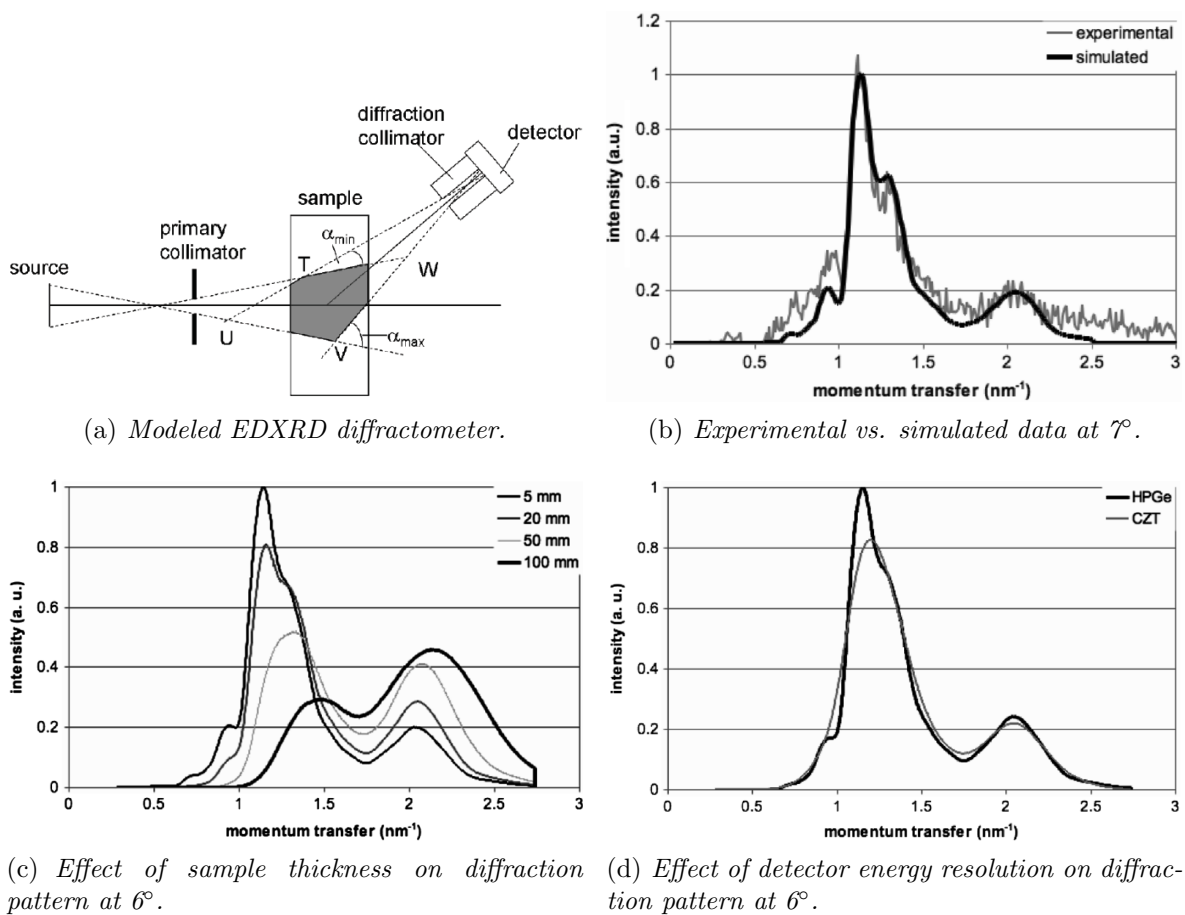 diffraction
collimator
detector
sample
primary
collimator
source
αmin
T
W
U
V
αmax
(a) Modeled EDXRD diffractometer.
1.2
1
0.8
0.6
0.4
0.2
0
intensity (a.u.)
experimental
simulated
0 0.5 1 1.5 2 2.5 3
momentum transfer (nm⁻¹)
(b) Experimental vs. simulated data at 7°.
1
0.8
0.6
0.4
0.2
0
intensity (a. u.)
5 mm
20 mm
50 mm
100 mm
0 0.5 1 1.5 2 2.5 3
momentum transfer (nm⁻¹)
(c) Effect of sample thickness on diffraction
pattern at 6°.
1
0.8
0.6
0.4
0.2
0
intensity (a. u.)
HPGe
CZT
0 0.5 1 1.5 2 2.5 3
momentum transfer (nm⁻¹)
(d) Effect of detector energy resolution on diffrac-
tion pattern at 6°.